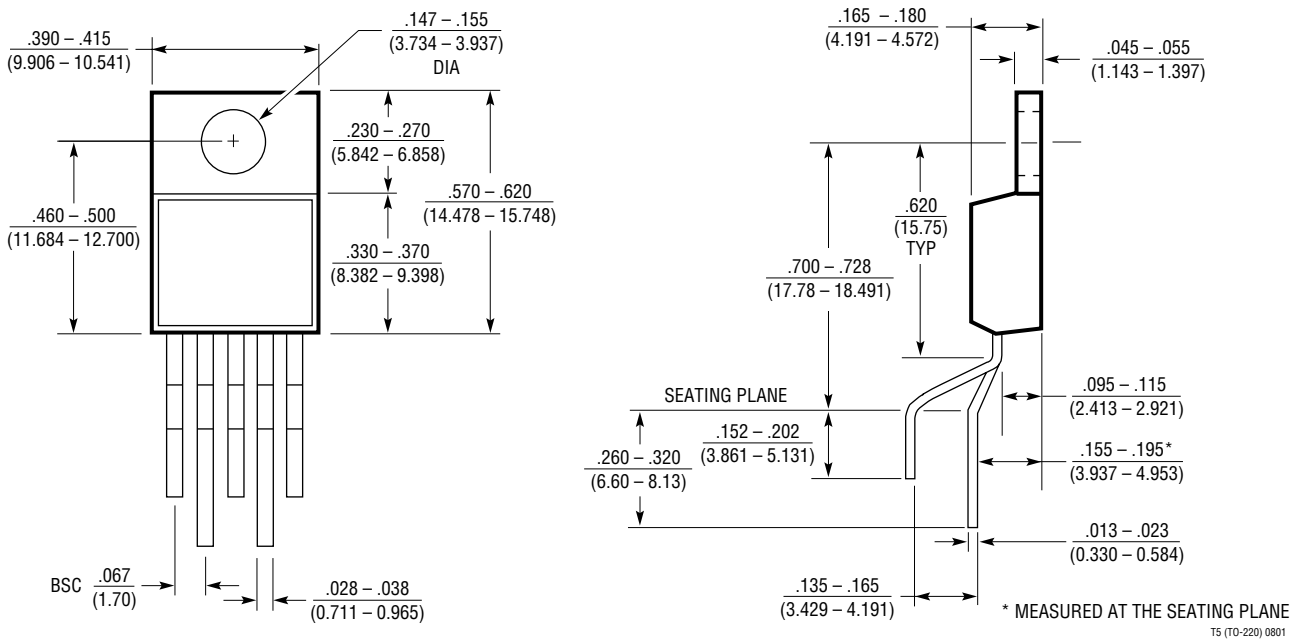 .390 – .415
(9.906 – 10.541)
.147 – .155
(3.734 – 3.937)
DIA
.230 – .270
(5.842 – 6.858)
.570 – .620
(14.478 – 15.748)
.460 – .500
(11.684 – 12.700)
.330 – .370
(8.382 – 9.398)
BSC
.067
(1.70)
.028 – .038
(0.711 – 0.965)
.165 – .180
(4.191 – 4.572)
.045 – .055
(1.143 – 1.397)
.620
(15.75)
TYP
.700 – .728
(17.78 – 18.491)
SEATING PLANE
.152 – .202
(3.861 – 5.131)
.260 – .320
(6.60 – 8.13)
.095 – .115
(2.413 – 2.921)
.155 – .195*
(3.937 – 4.953)
.013 – .023
(0.330 – 0.584)
.135 – .165
(3.429 – 4.191)
* MEASURED AT THE SEATING PLANE
T5 (TO-220) 0801